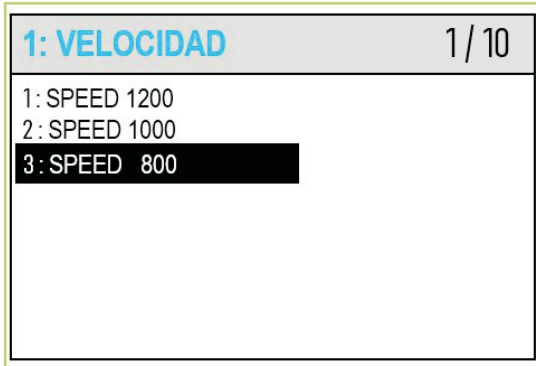 1: VELOCIDAD 1/10
1: SPEED 1200
2: SPEED 1000
3: SPEED 800